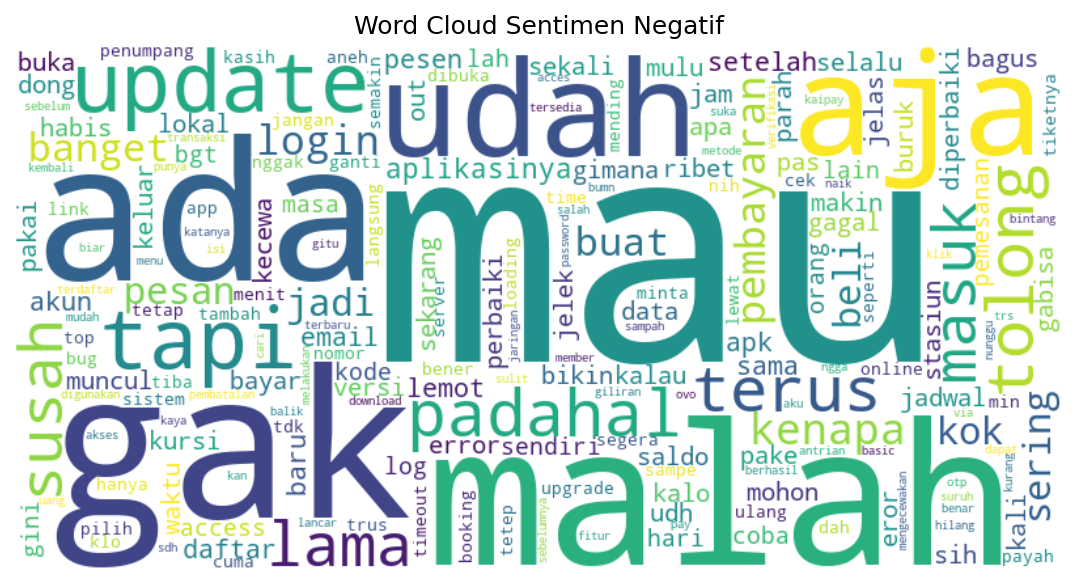 Word Cloud Sentimen Negatif
buka
penumpang
kasih
aneh
pesen
lah
sekali
acces
mulu
setelah
selalu
bagus
dong
update
semakin
dibuka
out
udah
tersedia
mending
jam
suka
parah
kaipay
aja
jelas
buruk
diperbaiki
tiketnya
sebelum
habis
lokal
jangan
transaksi
login
apa
verifikasi
banget
bgt
nggak
ganti
aplikasinya
gimana
ribet
metode
pembayaran
pas
lain
kembali
punya
ada
mau
bumn
time
nih
cek
naik
makin
gagal
masuk
pemesanan
tolong
pakai
link
keluar
app
masa
kecewa
langsung
salah
katanya
isi
gitu
biar
menu
buat
password
orang
beli
seperti
klik
bintang
terdaftar
pesan
menit
jadi
sekarang
server
loading
perbaiki
jaringan
jelek
minta
data
sampah
lewat
stasiun
gabisa
akun
mudah
tetap
tambah
terbaru
email
tapi
apk
trs
nunggu
susah
top
bug
cari
nomor
member
sama
online
muncul
tiba
bayar
melakukan
kode
versi
bener
lemot
sulit
bikin
kalau
terus
jadwal
min
digunakan
sistem
pembatalan
download
ovo
giliran
aku
ngga
via
gak
padahal
kenapa
kok
sering
akses
kaya
balik
tdk
kursi
kan
baru
error
sendiri
segera
saldo
antrian
basic
dapat
malah
hanya
waktu
log
sampe
pake
berhasil
uang
gini
pilih
klo
access
lancar
trus
timeout
booking
tetep
sebelumnya
upgrade
udh
kalo
mohon
ulang
eror
mengecewakan
otp
suruh
benar
hilang
kurang
kali
sdh
daftar
cuma
lama
fitur
pay
hari
coba
dah
sih
payah